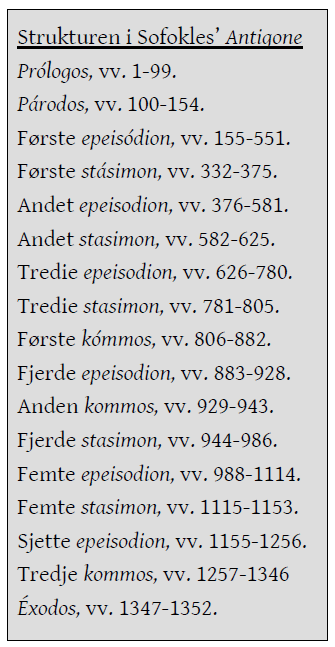 Strukturen i Sofokles’ Antigone
Prólogos, vv. 1-99.
Párodos, vv. 100-154.
Første epeisódion, vv. 155-551.
Første stásimon, vv. 332-375.
Andet epeisodion, vv. 376-581.
Andet stasimon, vv. 582-625.
Tredie epeisodion, vv. 626-780.
Tredie stasimon, vv. 781-805.
Første kómmos, vv. 806-882.
Fjerde epeisodion, vv. 883-928.
Anden kommos, vv. 929-943.
Fjerde stasimon, vv. 944-986.
Femte epeisodion, vv. 988-1114.
Femte stasimon, vv. 1115-1153.
Sjette epeisodion, vv. 1155-1256.
Tredje kommos, vv. 1257-1346
Éxodos, vv. 1347-1352.